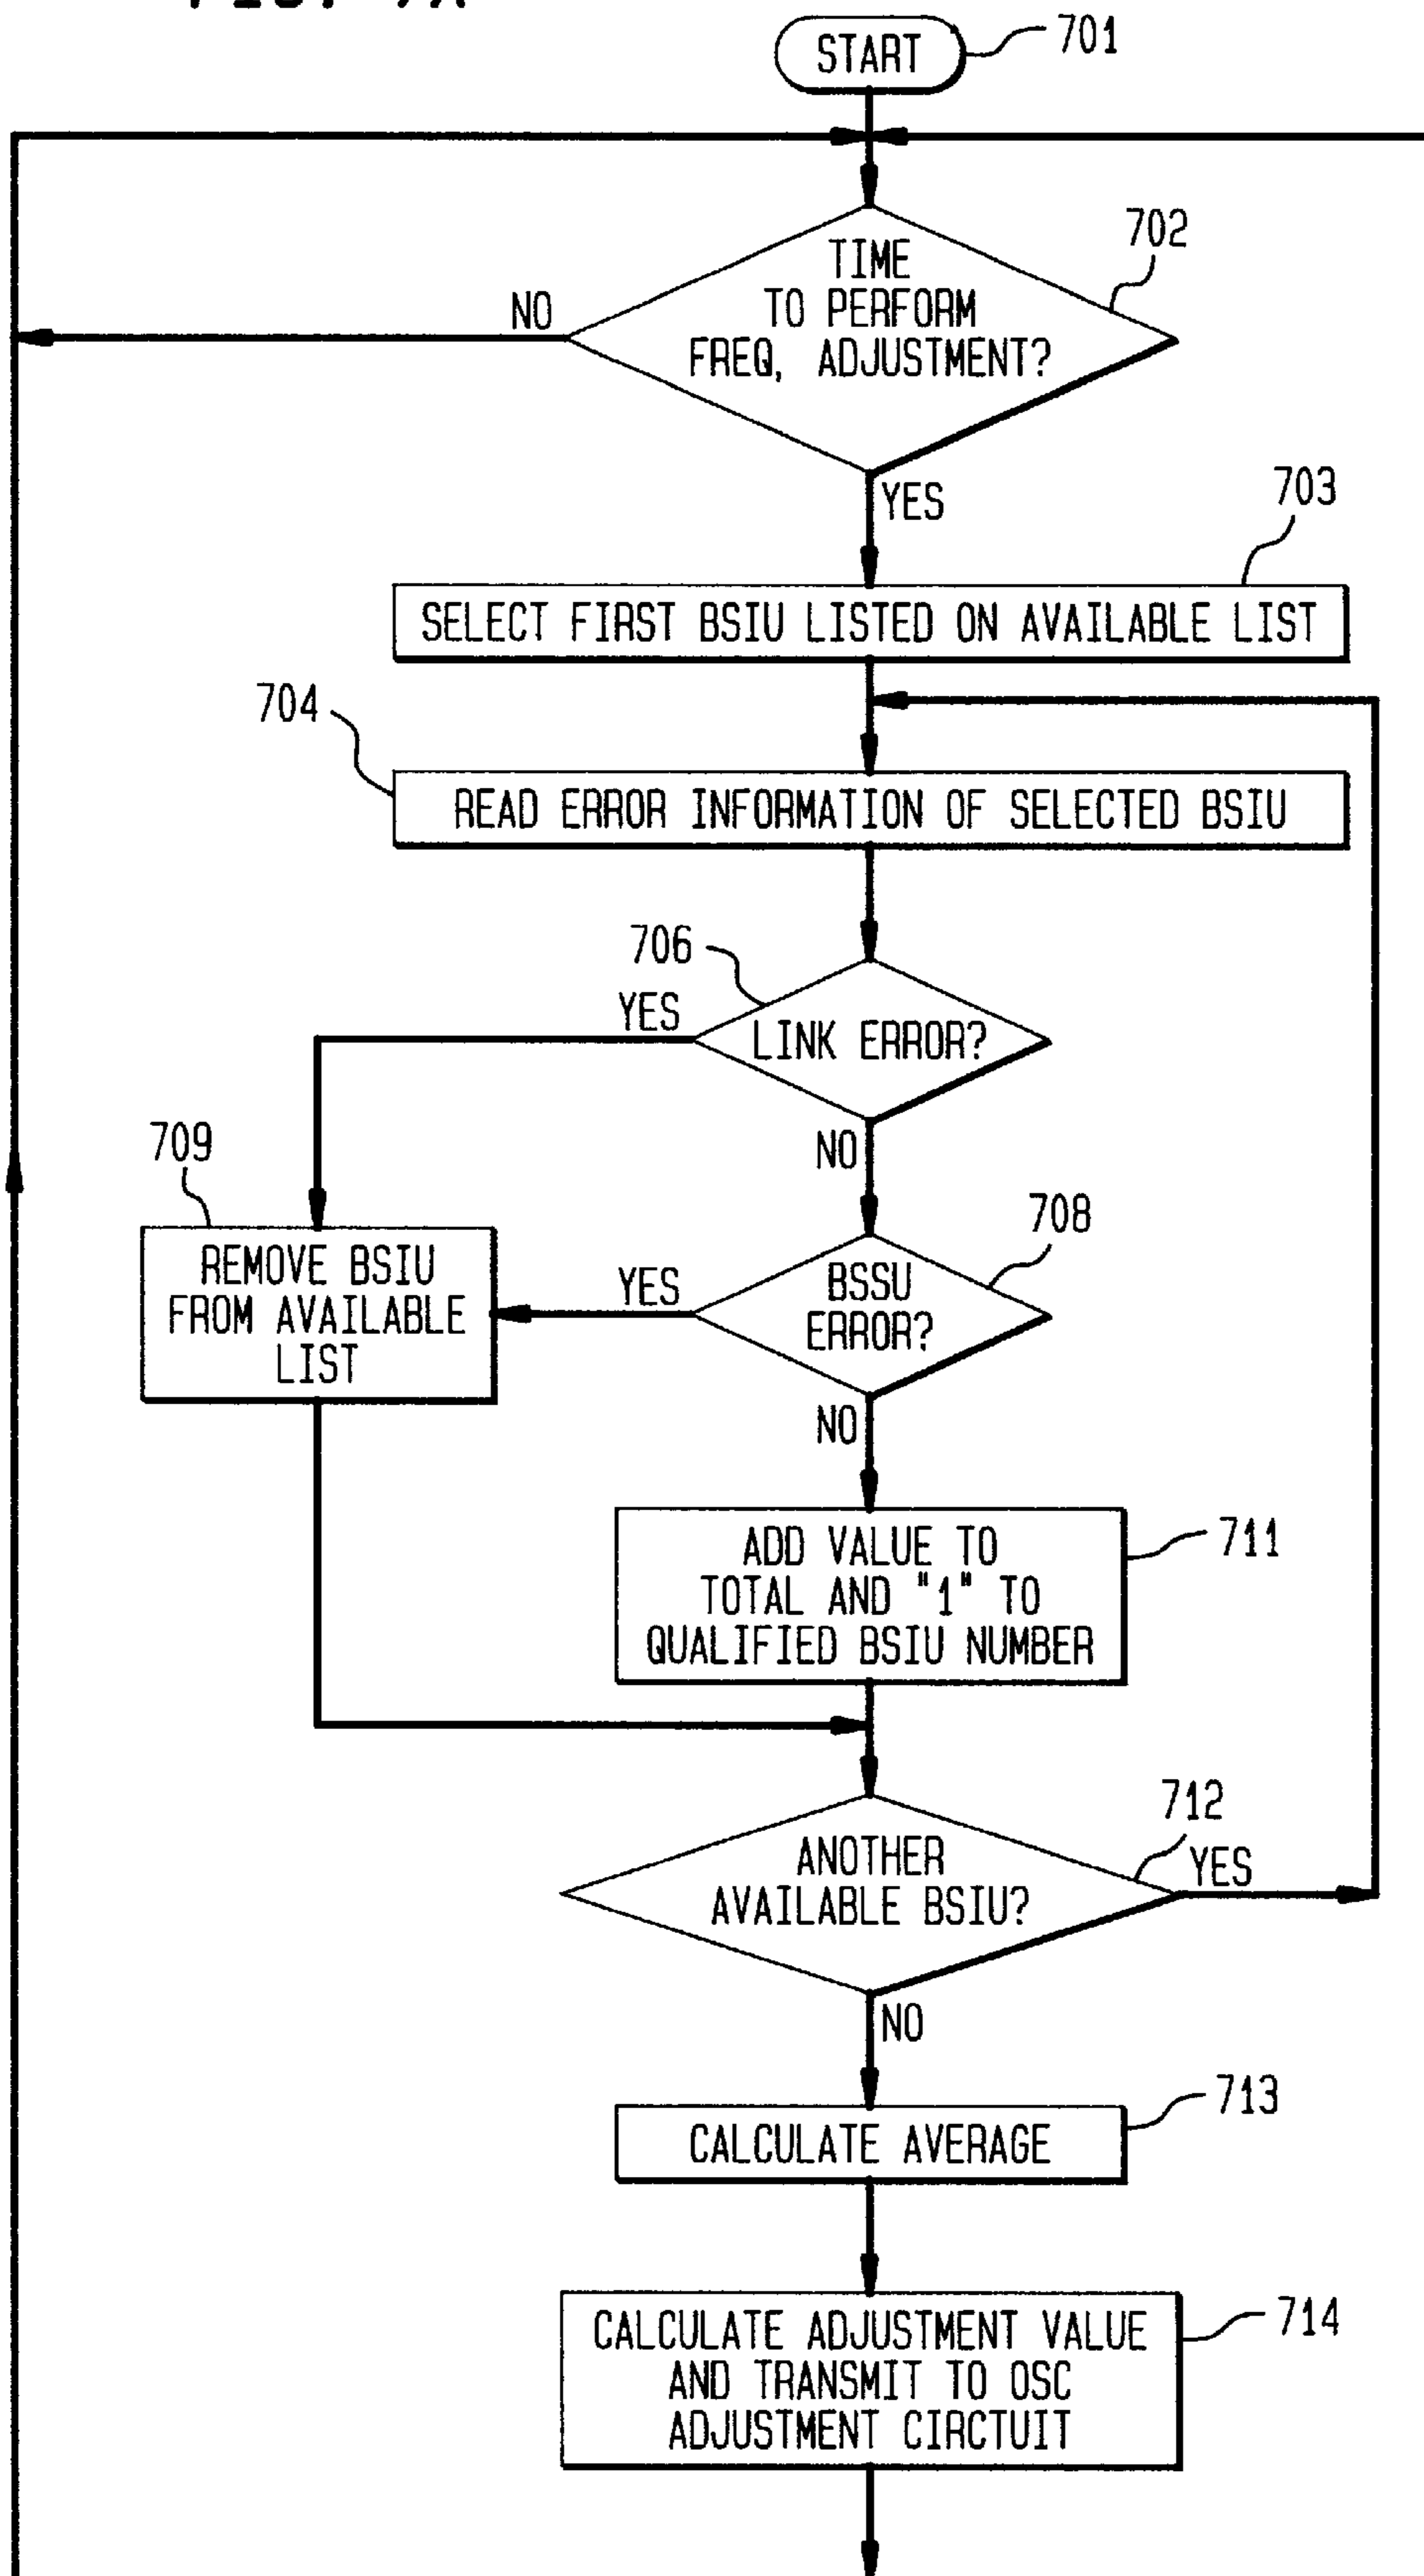 START
701
TIME
TO PERFORM
FREQ, ADJUSTMENT?
702
NO
YES
703
SELECT FIRST BSIU LISTED ON AVAILABLE LIST
704
READ ERROR INFORMATION OF SELECTED BSIU
706
YES
LINK ERROR?
NO
709
708
REMOVE BSIU
FROM AVAILABLE
LIST
YES
BSSU
ERROR?
NO
ADD VALUE TO
TOTAL AND "1" TO
QUALIFIED BSIU NUMBER
711
712
ANOTHER
AVAILABLE BSIU?
YES
NO
713
CALCULATE AVERAGE
CALCULATE ADJUSTMENT VALUE
AND TRANSMIT TO OSC
ADJUSTMENT CIRCTUIT
714